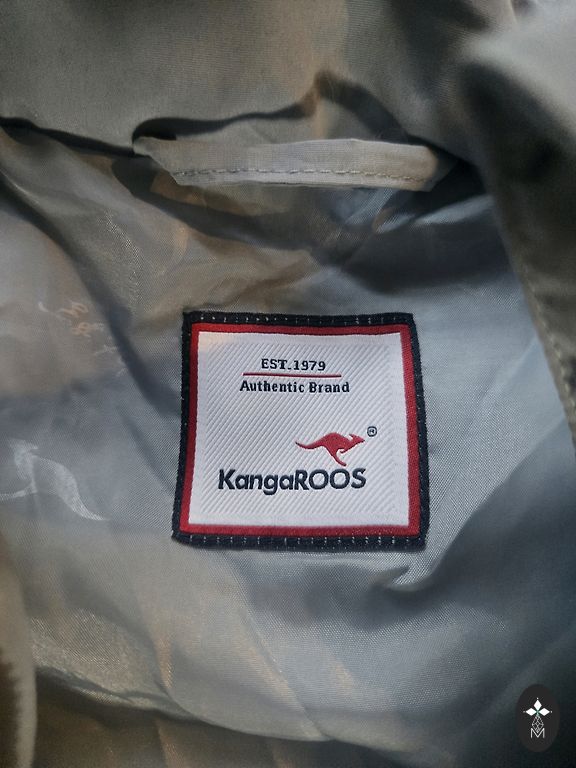 EST.1979
Authentic Brand
®
KangaROOS
M